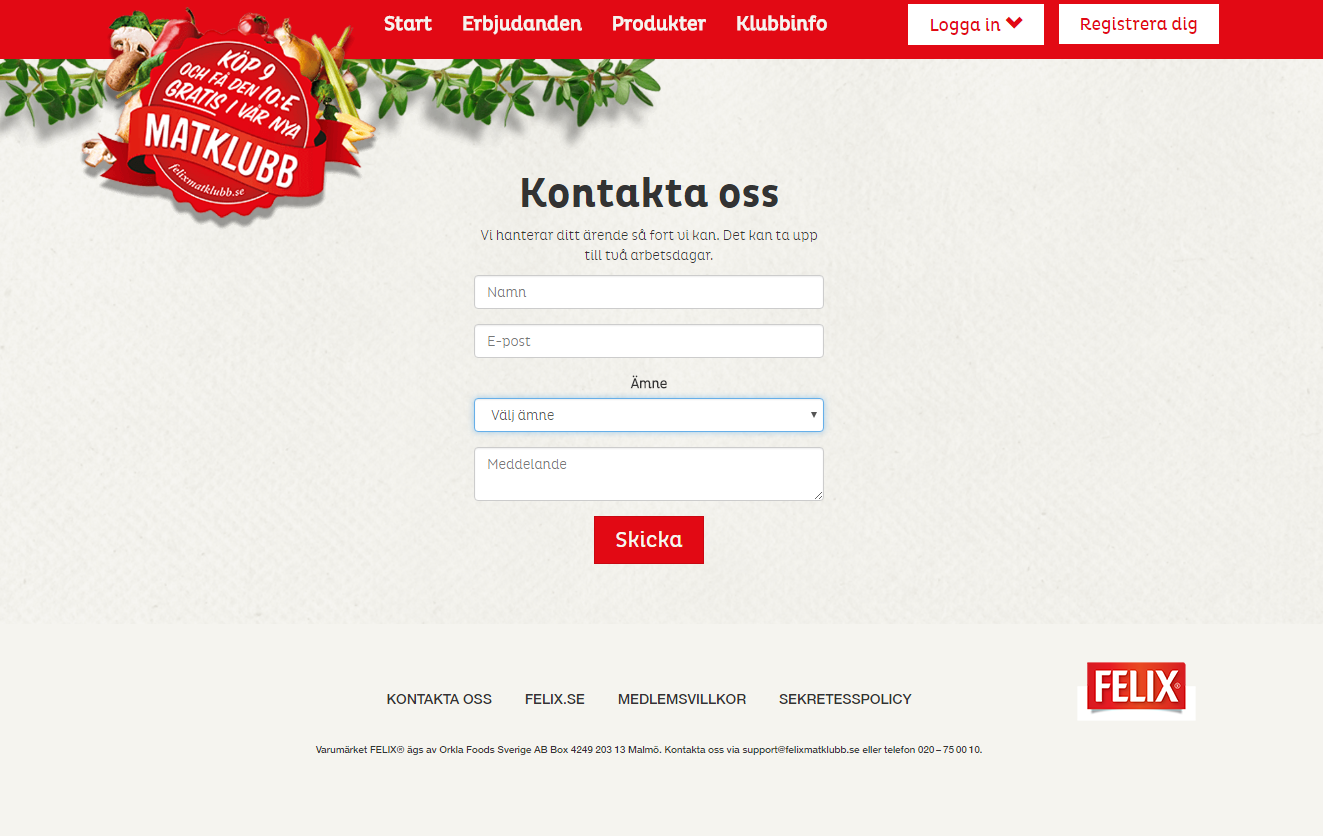 Start Erbjudanden Produkter Klubbinfo Logga in Registrera dig
KÖP 9
OCH FÅ DEN 10:E
GRATIS I VÅR NYA
MATKLUBB
felixmatklubb.se
Kontakta oss
Vi hanterar ditt ärende så fort vi kan. Det kan ta upp
till två arbetsdagar.
Namn
E-post
Ämne
Välj ämne
Meddelande
Skicka
FELIX®
KONTAKTA OSS FELIX.SE MEDLEMSVILLKOR SEKRETESSPOLICY
Varumärket FELIX® ägs av Orkla Foods Sverige AB Box 4249 203 13 Malmö. Kontakta oss via support@felixmatklubb.se eller telefon 020–75 00 10.